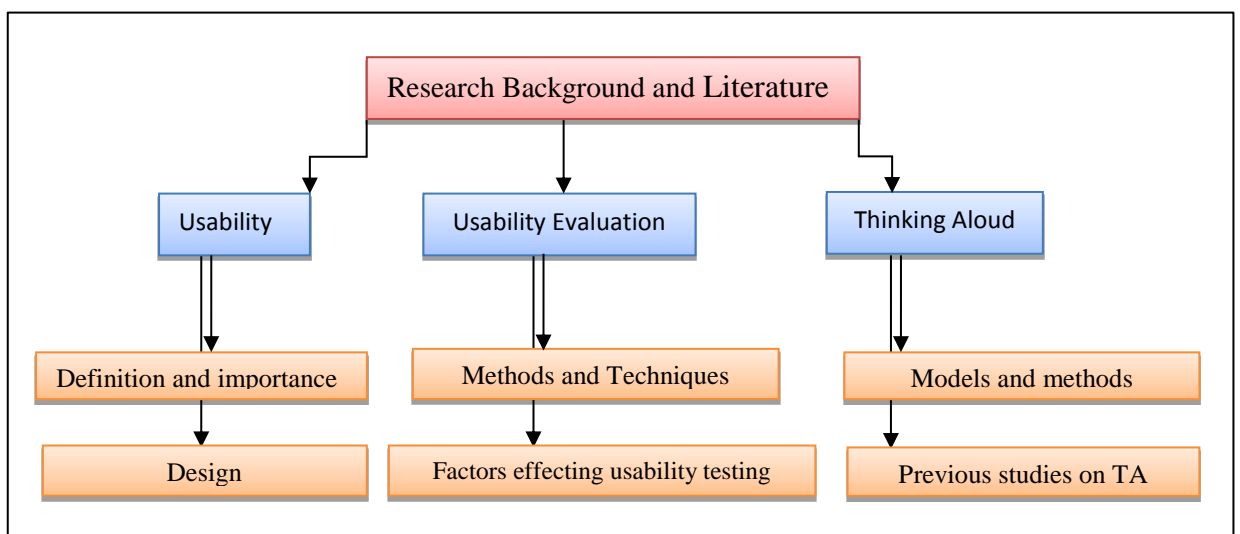 Research Background and Literature
Usability
Usability Evaluation
Thinking Aloud
Definition and importance
Methods and Techniques
Models and methods
Design
Factors effecting usability testing
Previous studies on TA